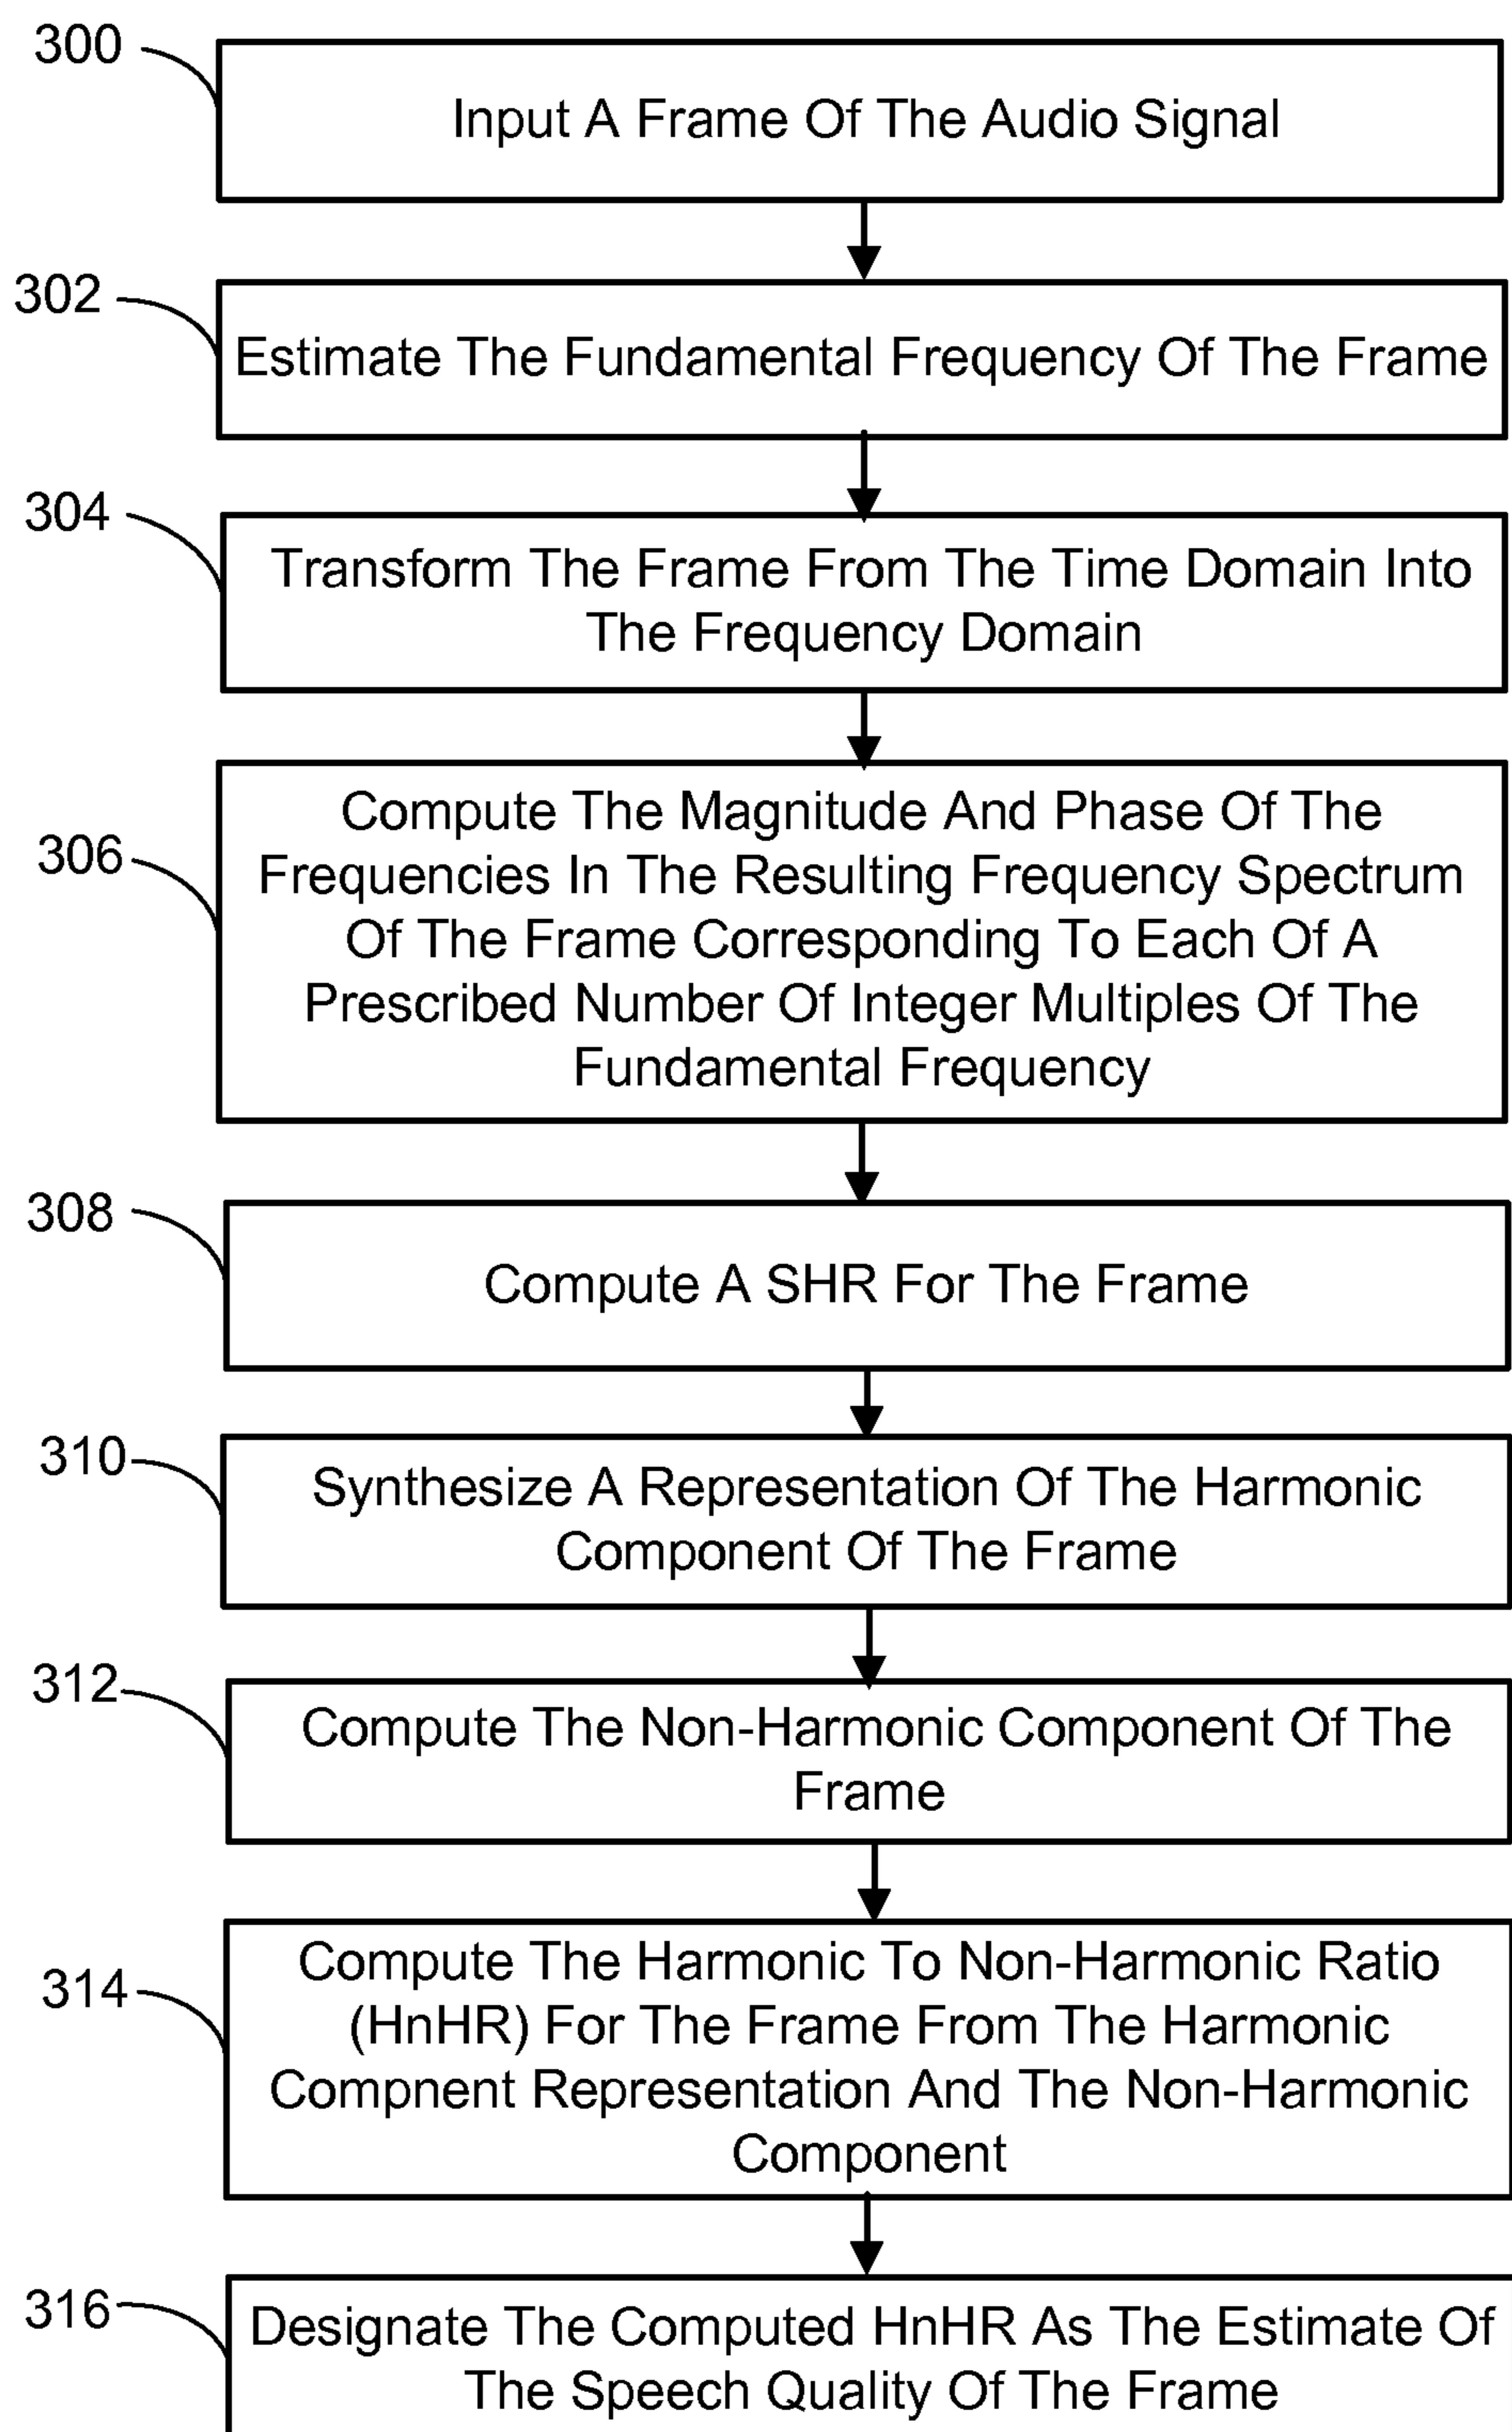 300
Input A Frame Of The Audio Signal
302
Estimate The Fundamental Frequency Of The Frame
304
Transform The Frame From The Time Domain Into
The Frequency Domain
306
Compute The Magnitude And Phase Of The
Frequencies In The Resulting Frequency Spectrum
Of The Frame Corresponding To Each Of A
Prescribed Number Of Integer Multiples Of The
Fundamental Frequency
308
Compute A SHR For The Frame
310
Synthesize A Representation Of The Harmonic
Component Of The Frame
312
Compute The Non-Harmonic Component Of The
Frame
314
Compute The Harmonic To Non-Harmonic Ratio
(HnHR) For The Frame From The Harmonic
Compnent Representation And The Non-Harmonic
Component
316
Designate The Computed HnHR As The Estimate Of
The Speech Quality Of The Frame